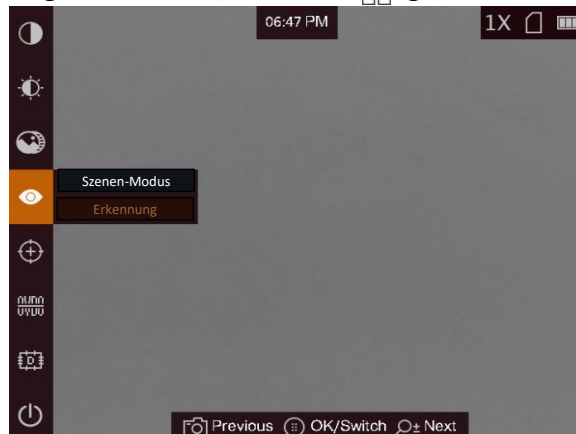 06:47 PM
1X
Szenen-Modus
Erkennung
Previous OK/Switch Next